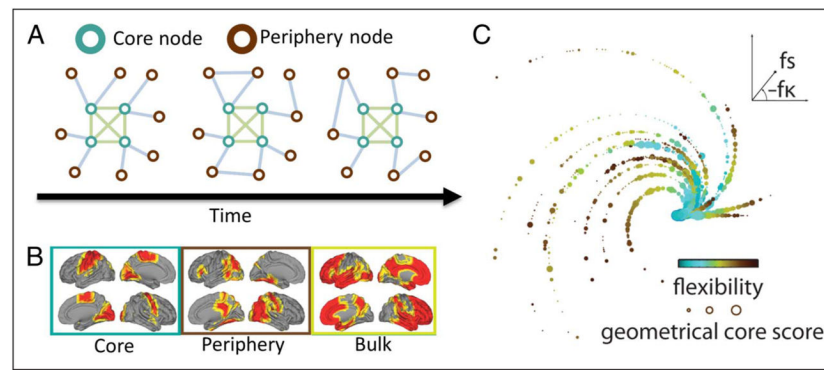 A
Core node
Periphery node
Time
B
Core
Periphery
Bulk
C
fs
-fκ
flexibility
geometrical core score